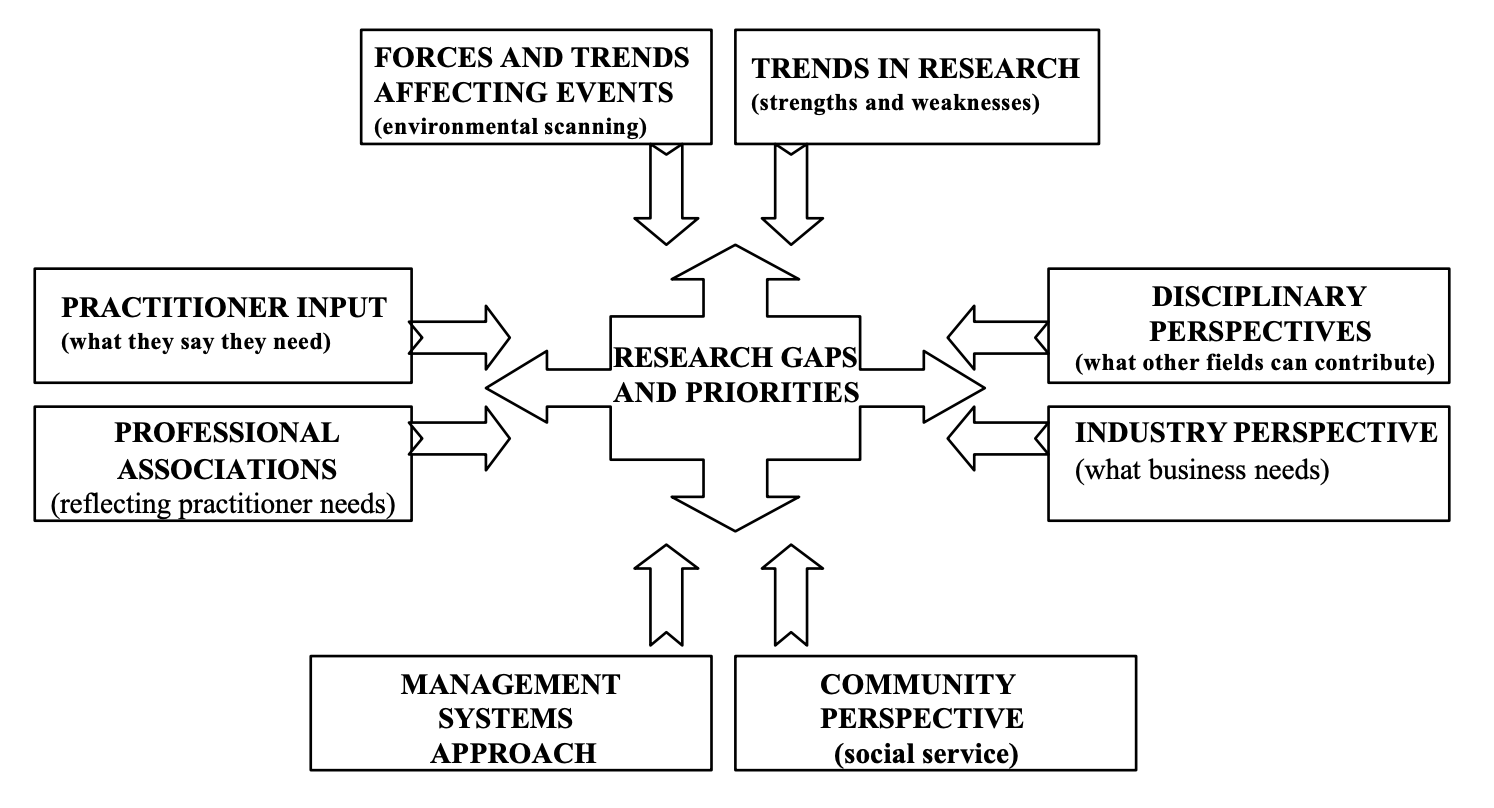 FORCES AND TRENDS
AFFECTING EVENTS
(environmental scanning)
TRENDS IN RESEARCH
(strengths and weaknesses)
PRACTITIONER INPUT
(what they say they need)
DISCIPLINARY
PERSPECTIVES
(what other fields can contribute)
RESEARCH GAPS
AND PRIORITIES
PROFESSIONAL
ASSOCIATIONS
(reflecting practitioner needs)
INDUSTRY PERSPECTIVE
(what business needs)
MANAGEMENT
SYSTEMS
APPROACH
COMMUNITY
PERSPECTIVE
(social service)